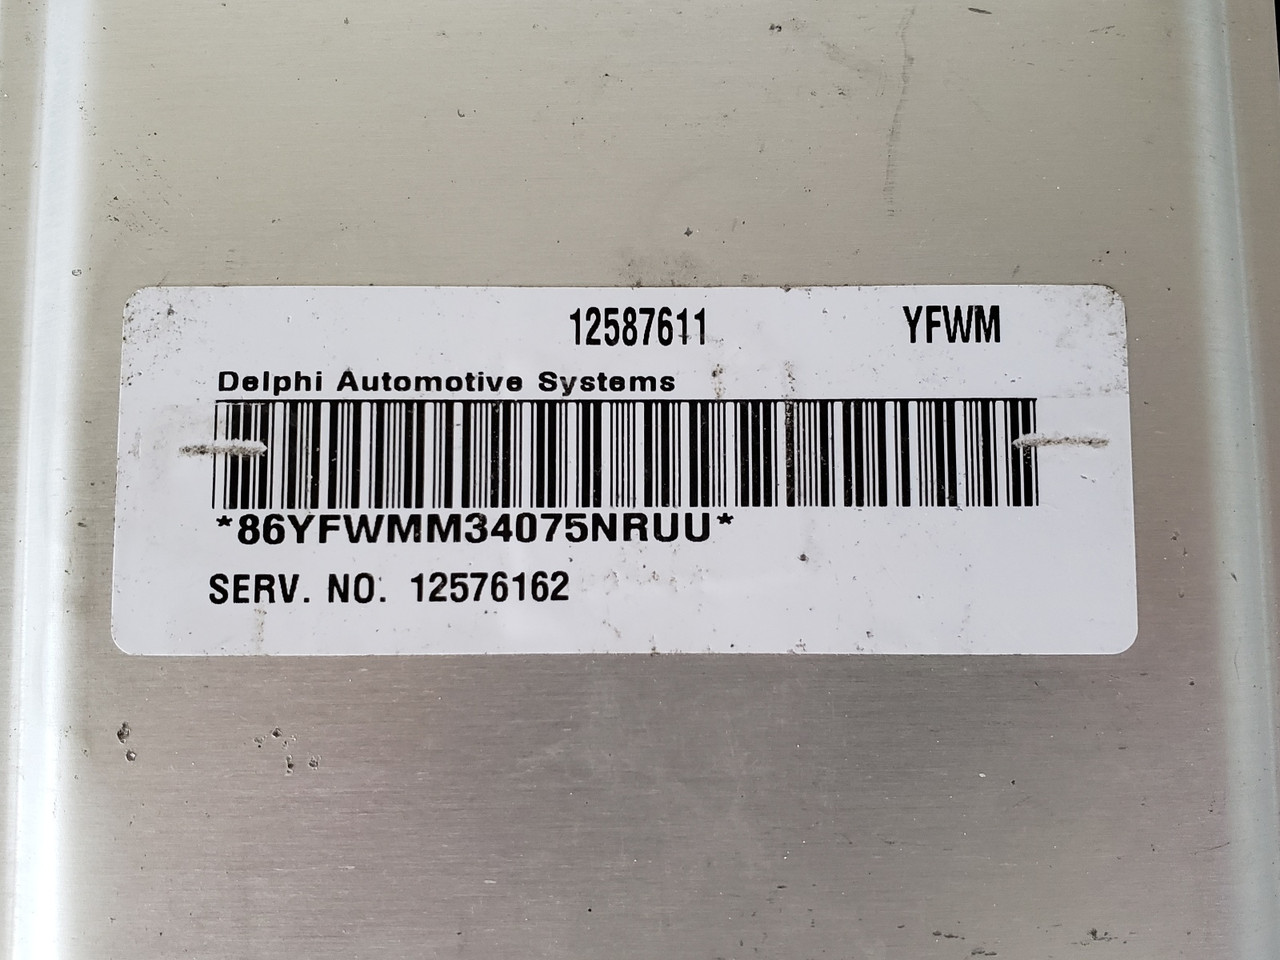 12587611 YFWM
Delphi Automotive Systems
*86YFWMM34075NRUU*
SERV. NO. 12576162